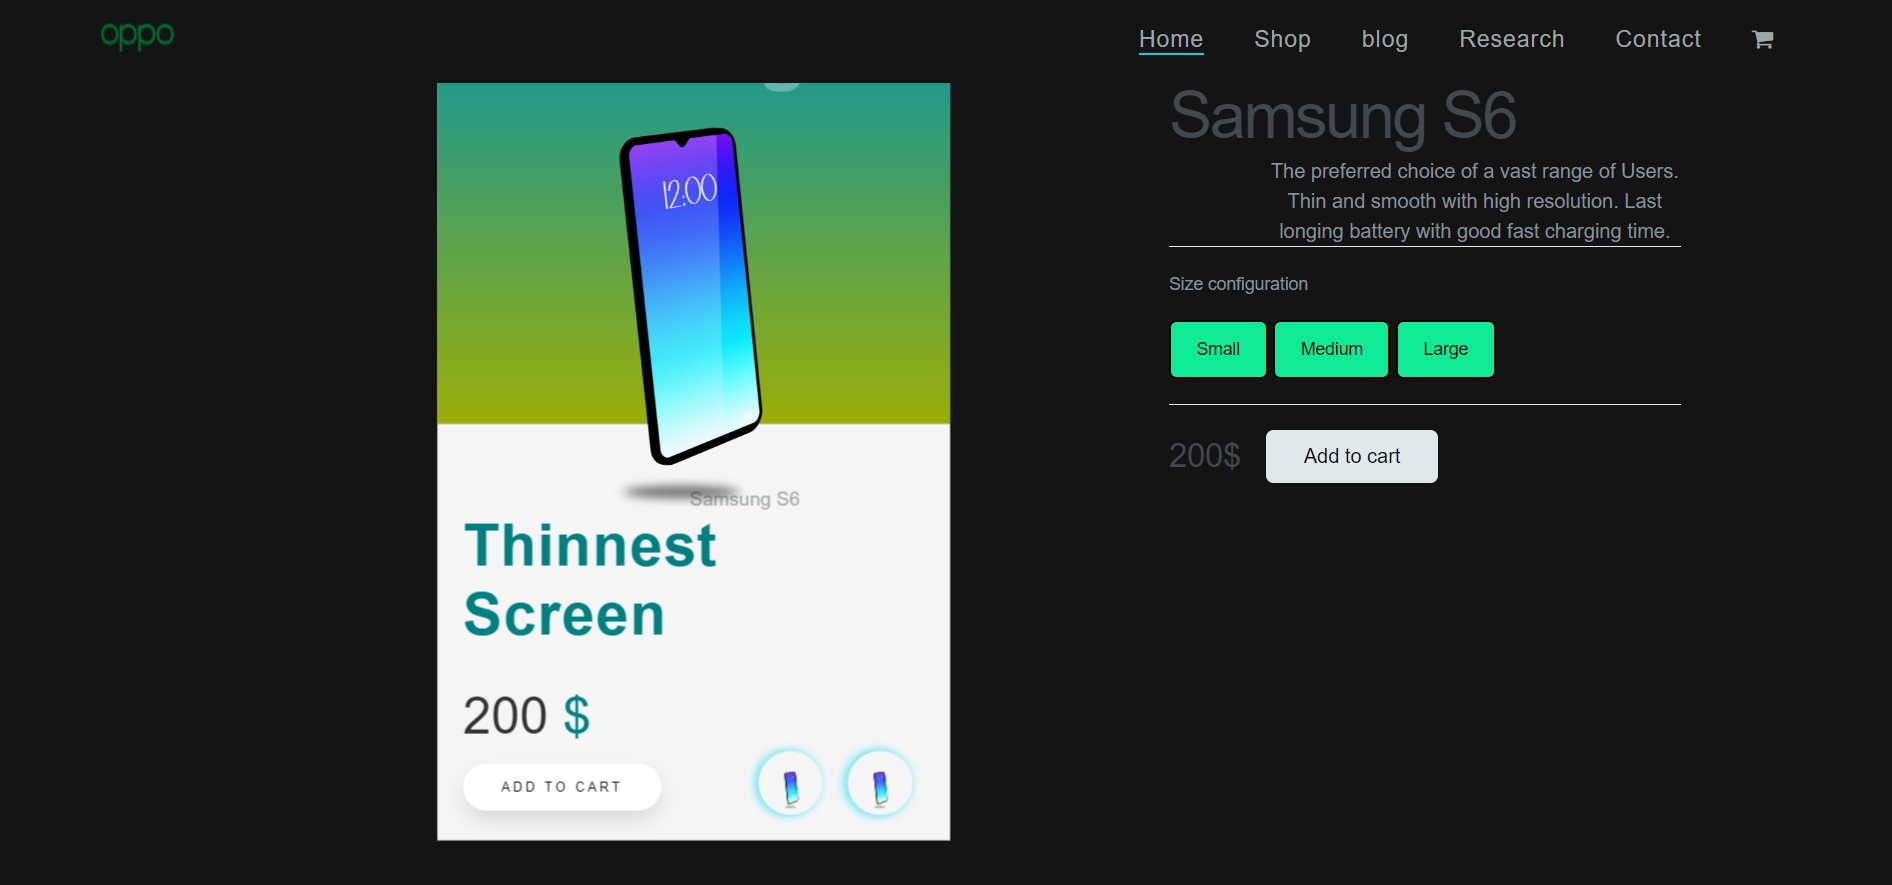 oppo
Home Shop blog Research Contact
Samsung S6
The preferred choice of a vast range of Users.
Thin and smooth with high resolution. Last
longing battery with good fast charging time.
Size configuration
Small Medium Large
200$ Add to cart
12:00
Samsung S6
Thinnest
Screen
200 $
ADD TO CART